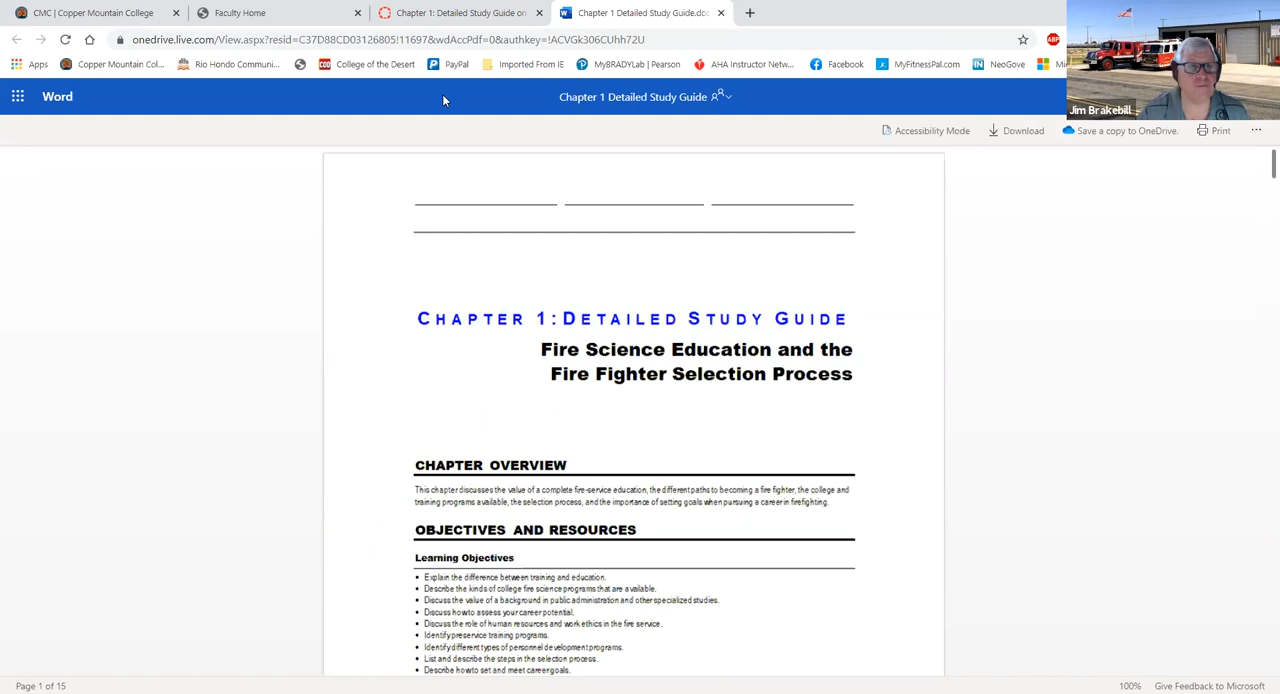 CMC | Copper Mountain College
Faculty Home
Chapter 1: Detailed Study Guide on
Chapter 1 Detailed Study Guide.doc
onedrive.live.com/View.aspx?resid=C37D88CD03126805!11697&wdAccPdf=0&authkey=!ACVGk306CUhh72U
ABP
Apps
Copper Mountain Col...
Rio Hondo Communi...
COD
College of the Desert
PayPal
Imported From IE
MyBRADYLab | Pearson
AHA Instructor Netw...
Facebook
MyFitnessPal.com
NeoGov
Jim Brakebill
Word
Chapter 1 Detailed Study Guide
Accessibility Mode
Download
Save a copy to OneDrive.
Print
...
CHAPTER 1: DETAILED STUDY GUIDE
Fire Science Education and the
Fire Fighter Selection Process
CHAPTER OVERVIEW
This chapter discusses the value of a complete fire-service education, the different paths to becoming a fire fighter, the college and
training programs available, the selection process, and the importance of setting goals when pursuing a career in firefighting.
OBJECTIVES AND RESOURCES
Learning Objectives
• Explain the difference between training and education.
• Describe the kinds of college fire science programs that are available.
• Discuss the value of a background in public administration and other specialized studies.
• Discuss how to assess your career potential.
• Discuss the role of human resources and work ethics in the fire service.
• Identify preservice training programs.
• Identify different types of personnel development programs.
• List and describe the steps in the selection process.
• Describe how to set and meet career goals.
Page 1 of 15
100%
Give Feedback to Microsoft